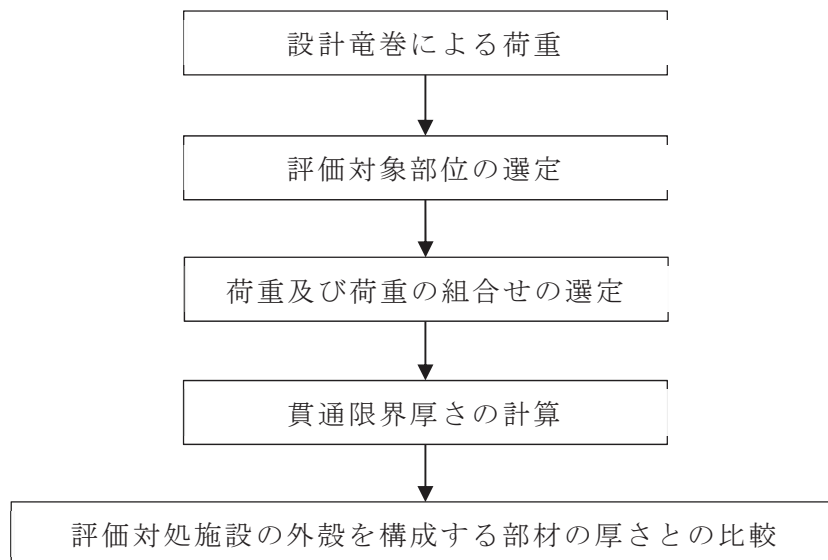 設計竜巻による荷重
評価対象部位の選定
荷重及び荷重の組合せの選定
貫通限界厚さの計算
評価対処施設の外殻を構成する部材の厚さとの比較